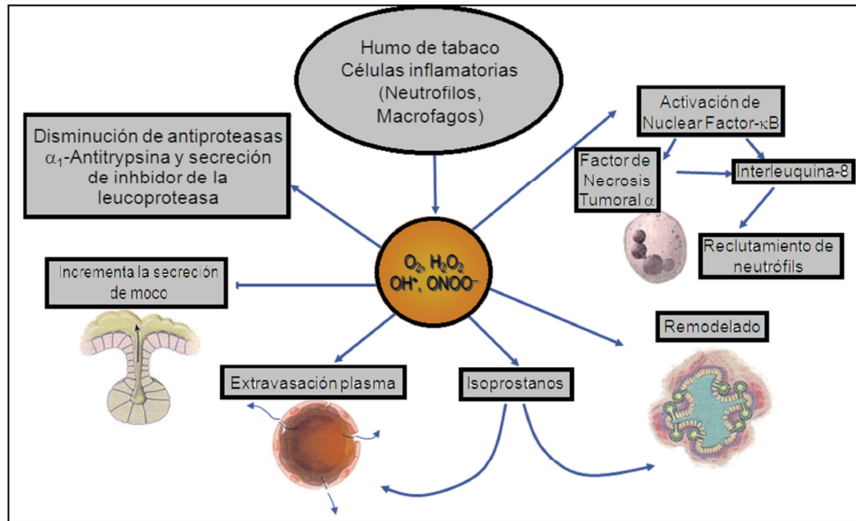 Humo de tabaco
Células inflamatorias
(Neutrofilos,
Macrofagos)
Activación de
Nuclear Factor-κB
Disminución de antiproteasas
α1-Antitrypsina y secreción
de inhbidor de la
leucoproteasa
Factor de
Necrosis
Tumoral α
Interleuquina-8
Reclutamiento de
neutrófils
O2, H2O2
OH*, ONOO–
Incrementa la secreción
de moco
Remodelado
Extravasación plasma
Isoprostanos